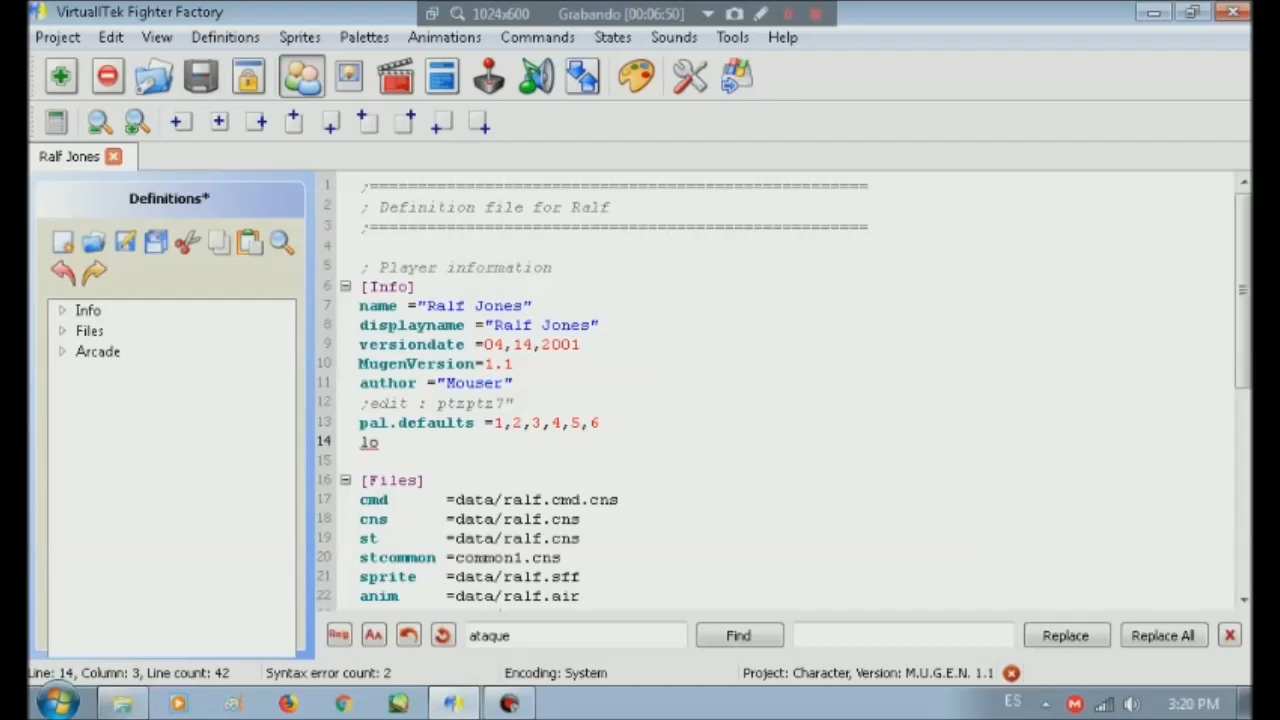 VirtuallTek Fighter Factory
1024x600
Grabando [00:06:50]
Project Edit View Definitions Sprites Palettes Animations Commands States Sounds Tools Help
Ralf Jones
Definitions*
Info
Files
Arcade
1 ;===============================================
2 ; Definition file for Ralf
3 ;===============================================
4
5 ; Player information
6 [Info]
7 name ="Ralf Jones"
8 displayname ="Ralf Jones"
9 versiondate =04,14,2001
10 MugenVersion=1.1
11 author ="Mouser"
12 ;edit : ptzptz7"
13 pal.defaults =1,2,3,4,5,6
14 lo
15
16 [Files]
17 cmd =data/ralf.cmd.cns
18 cns =data/ralf.cns
19 st =data/ralf.cns
20 stcommon =common1.cns
21 sprite =data/ralf.sff
22 anim =data/ralf.air
Reg AA ataque Find Replace Replace All
Line: 14, Column: 3, Line count: 42 Syntax error count: 2 Encoding: System Project: Character, Version: M.U.G.E.N. 1.1
ES 3:20 PM